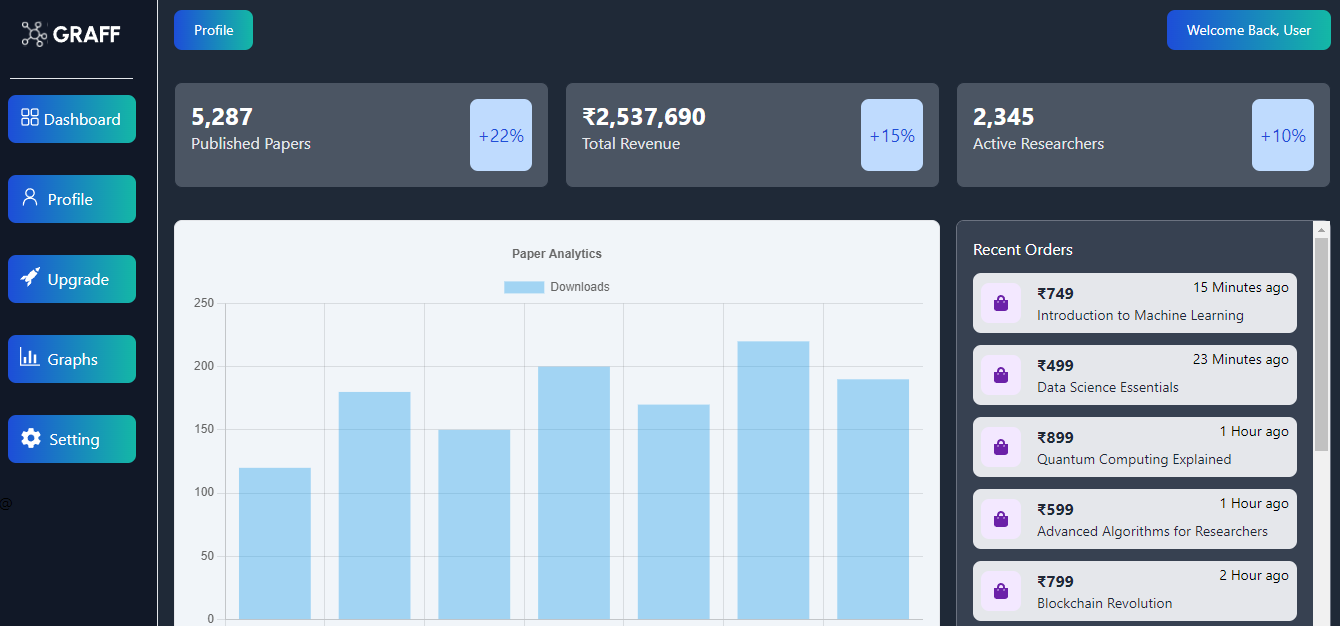 GRAFF
Dashboard
Profile
Upgrade
Graphs
Setting
@
Profile
Welcome Back, User
5,287
Published Papers
+22%
₹2,537,690
Total Revenue
+15%
2,345
Active Researchers
+10%
Paper Analytics
Downloads
250
200
150
100
50
0
Recent Orders
₹749
15 Minutes ago
Introduction to Machine Learning
₹499
23 Minutes ago
Data Science Essentials
₹899
1 Hour ago
Quantum Computing Explained
₹599
1 Hour ago
Advanced Algorithms for Researchers
₹799
2 Hour ago
Blockchain Revolution